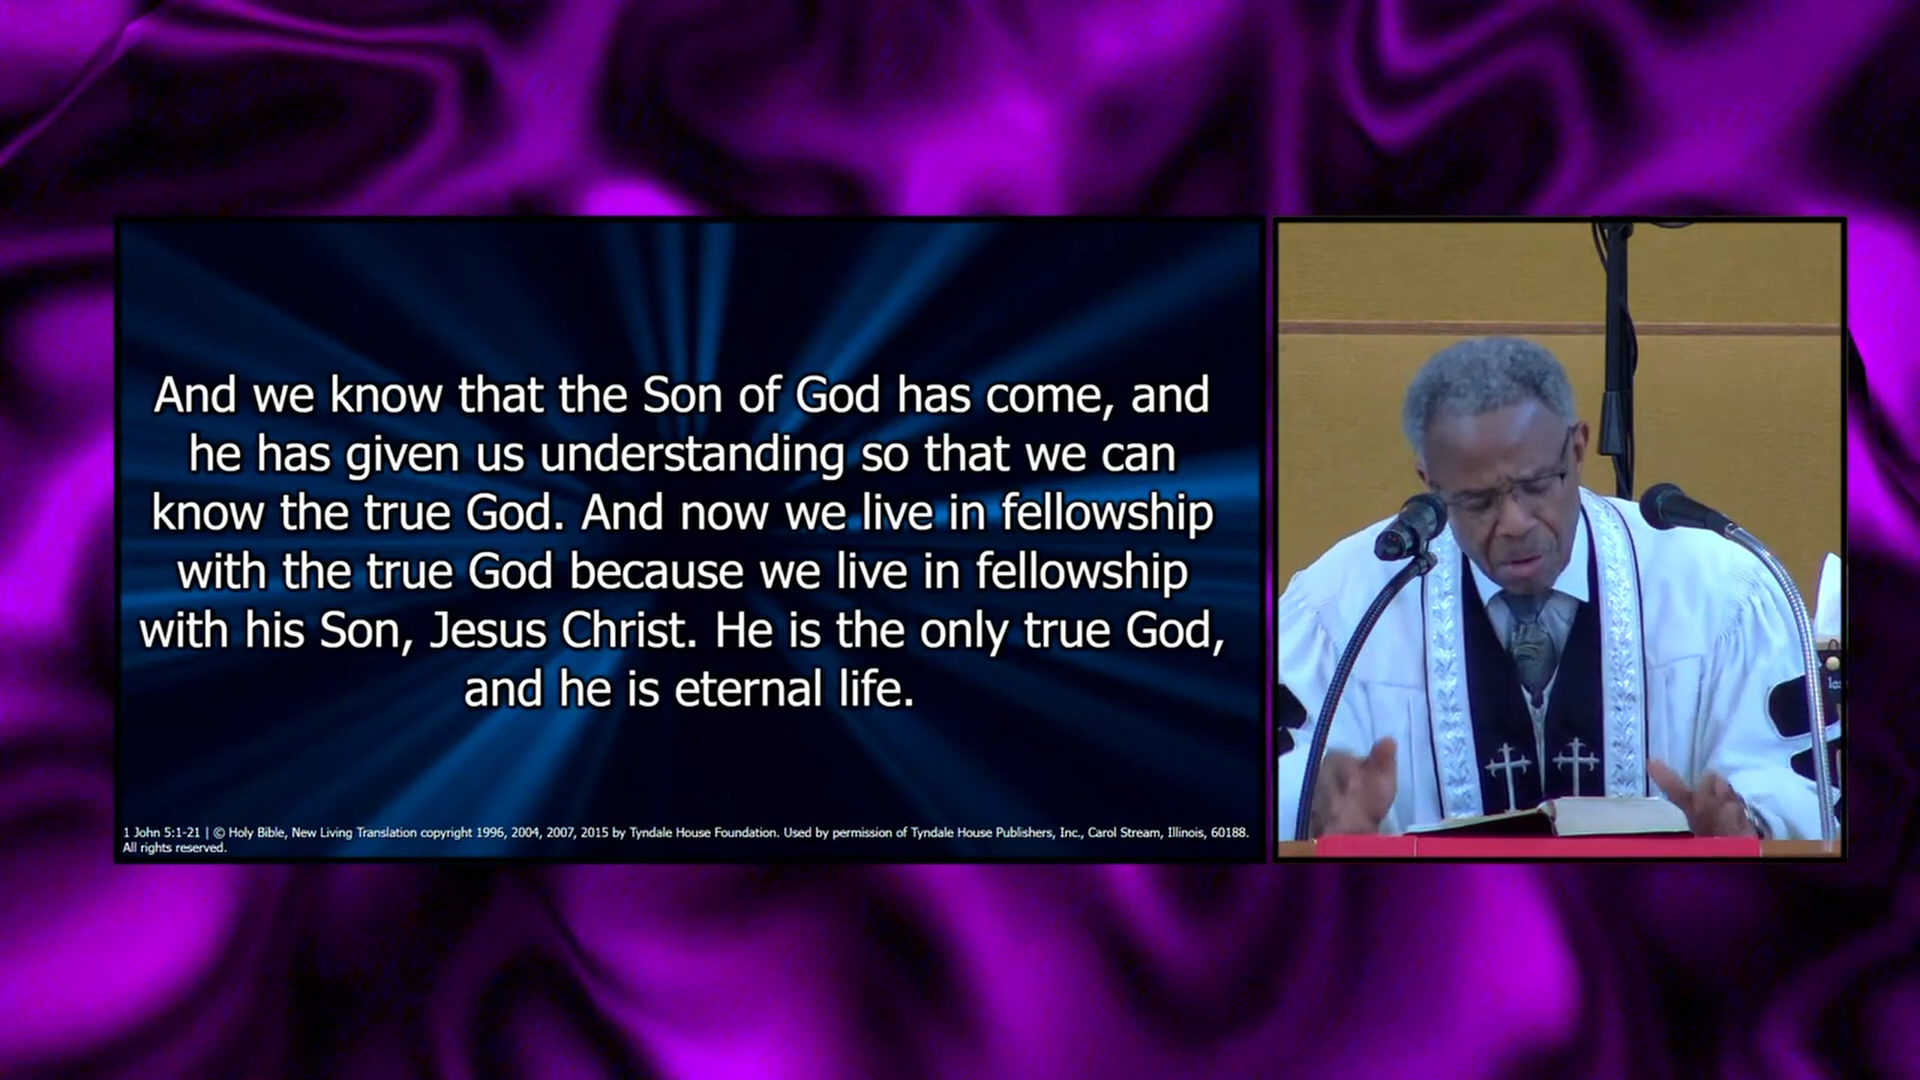 And we know that the Son of God has come, and
he has given us understanding so that we can
know the true God. And now we live in fellowship
with the true God because we live in fellowship
with his Son, Jesus Christ. He is the only true God,
and he is eternal life.
1 John 5:1-21 | © Holy Bible, New Living Translation copyright 1996, 2004, 2007, 2015 by Tyndale House Foundation. Used by permission of Tyndale House Publishers, Inc., Carol Stream, Illinois, 60188.
All rights reserved.